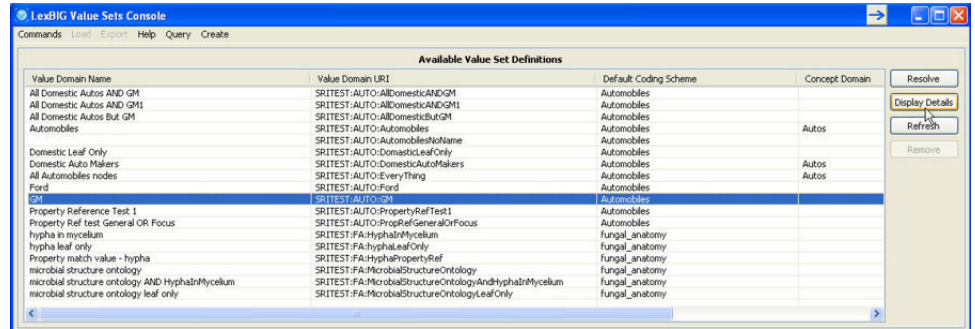 LexBIG Value Sets Console
Commands Load Export Help Query Create
Available Value Set Definitions
Value Domain Name Value Domain URI Default Coding Scheme Concept Domain
All Domestic Autos AND GM SRITEST:AUTO:AllDomesticANDGM Automobiles
All Domestic Autos AND GM1 SRITEST:AUTO:AllDomesticANDGM1 Automobiles
All Domestic Autos But GM SRITEST:AUTO:AllDomesticButGM Automobiles
Automobiles SRITEST:AUTO:Automobiles Automobiles Autos
SRITEST:AUTO:AutomobilesNoName Automobiles
Domestic Leaf Only SRITEST:AUTO:DomasticLeafOnly Automobiles
Domestic Auto Makers SRITEST:AUTO:DomesticAutoMakers Automobiles Autos
All Automobiles nodes SRITEST:AUTO:EveryThing Automobiles Autos
Ford SRITEST:AUTO:Ford Automobiles
GM SRITEST:AUTO:GM Automobiles
Property Reference Test 1 SRITEST:AUTO:PropertyRefTest1 Automobiles
Property Ref test General OR Focus SRITEST:AUTO:PropRefGeneralOrFocus Automobiles
hypha in mycelium SRITEST:FA:HyphaInMycelium fungal_anatomy
hypha leaf only SRITEST:FA:hyphaLeafOnly fungal_anatomy
Property match value - hypha SRITEST:FA:HyphaPropertyRef fungal_anatomy
microbial structure ontology SRITEST:FA:MicrobialStructureOntology fungal_anatomy
microbial structure ontology AND HyphaInMycelium SRITEST:FA:MicrobialStructureOntologyAndHyphaInMycelium fungal_anatomy
microbial structure ontology leaf only SRITEST:FA:MicrobialStructureOntologyLeafOnly fungal_anatomy
Resolve
Display Details
Refresh
Remove